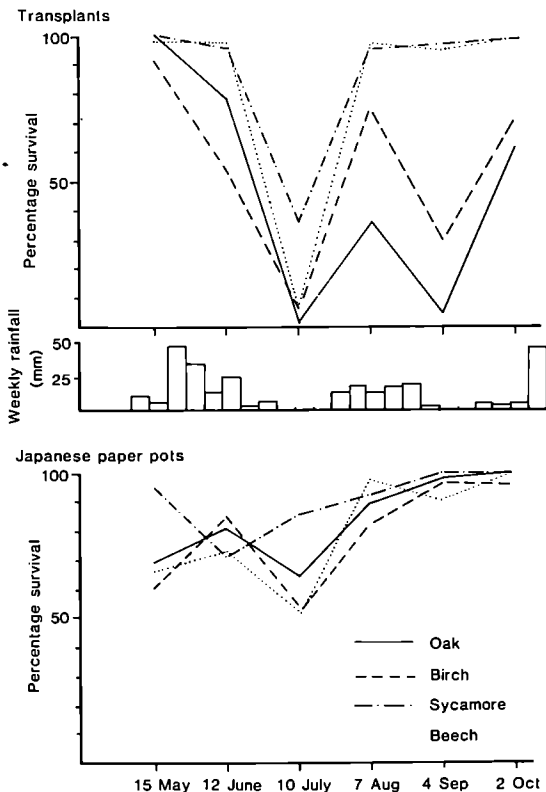 Transplants
100
50
Percentage survival
50
25
Weekly rainfall
(mm)
Japanese paper pots
100
50
Percentage survival
Oak
Birch
Sycamore
Beech
15 May 12 June 10 July 7 Aug 4 Sep 2 Oct